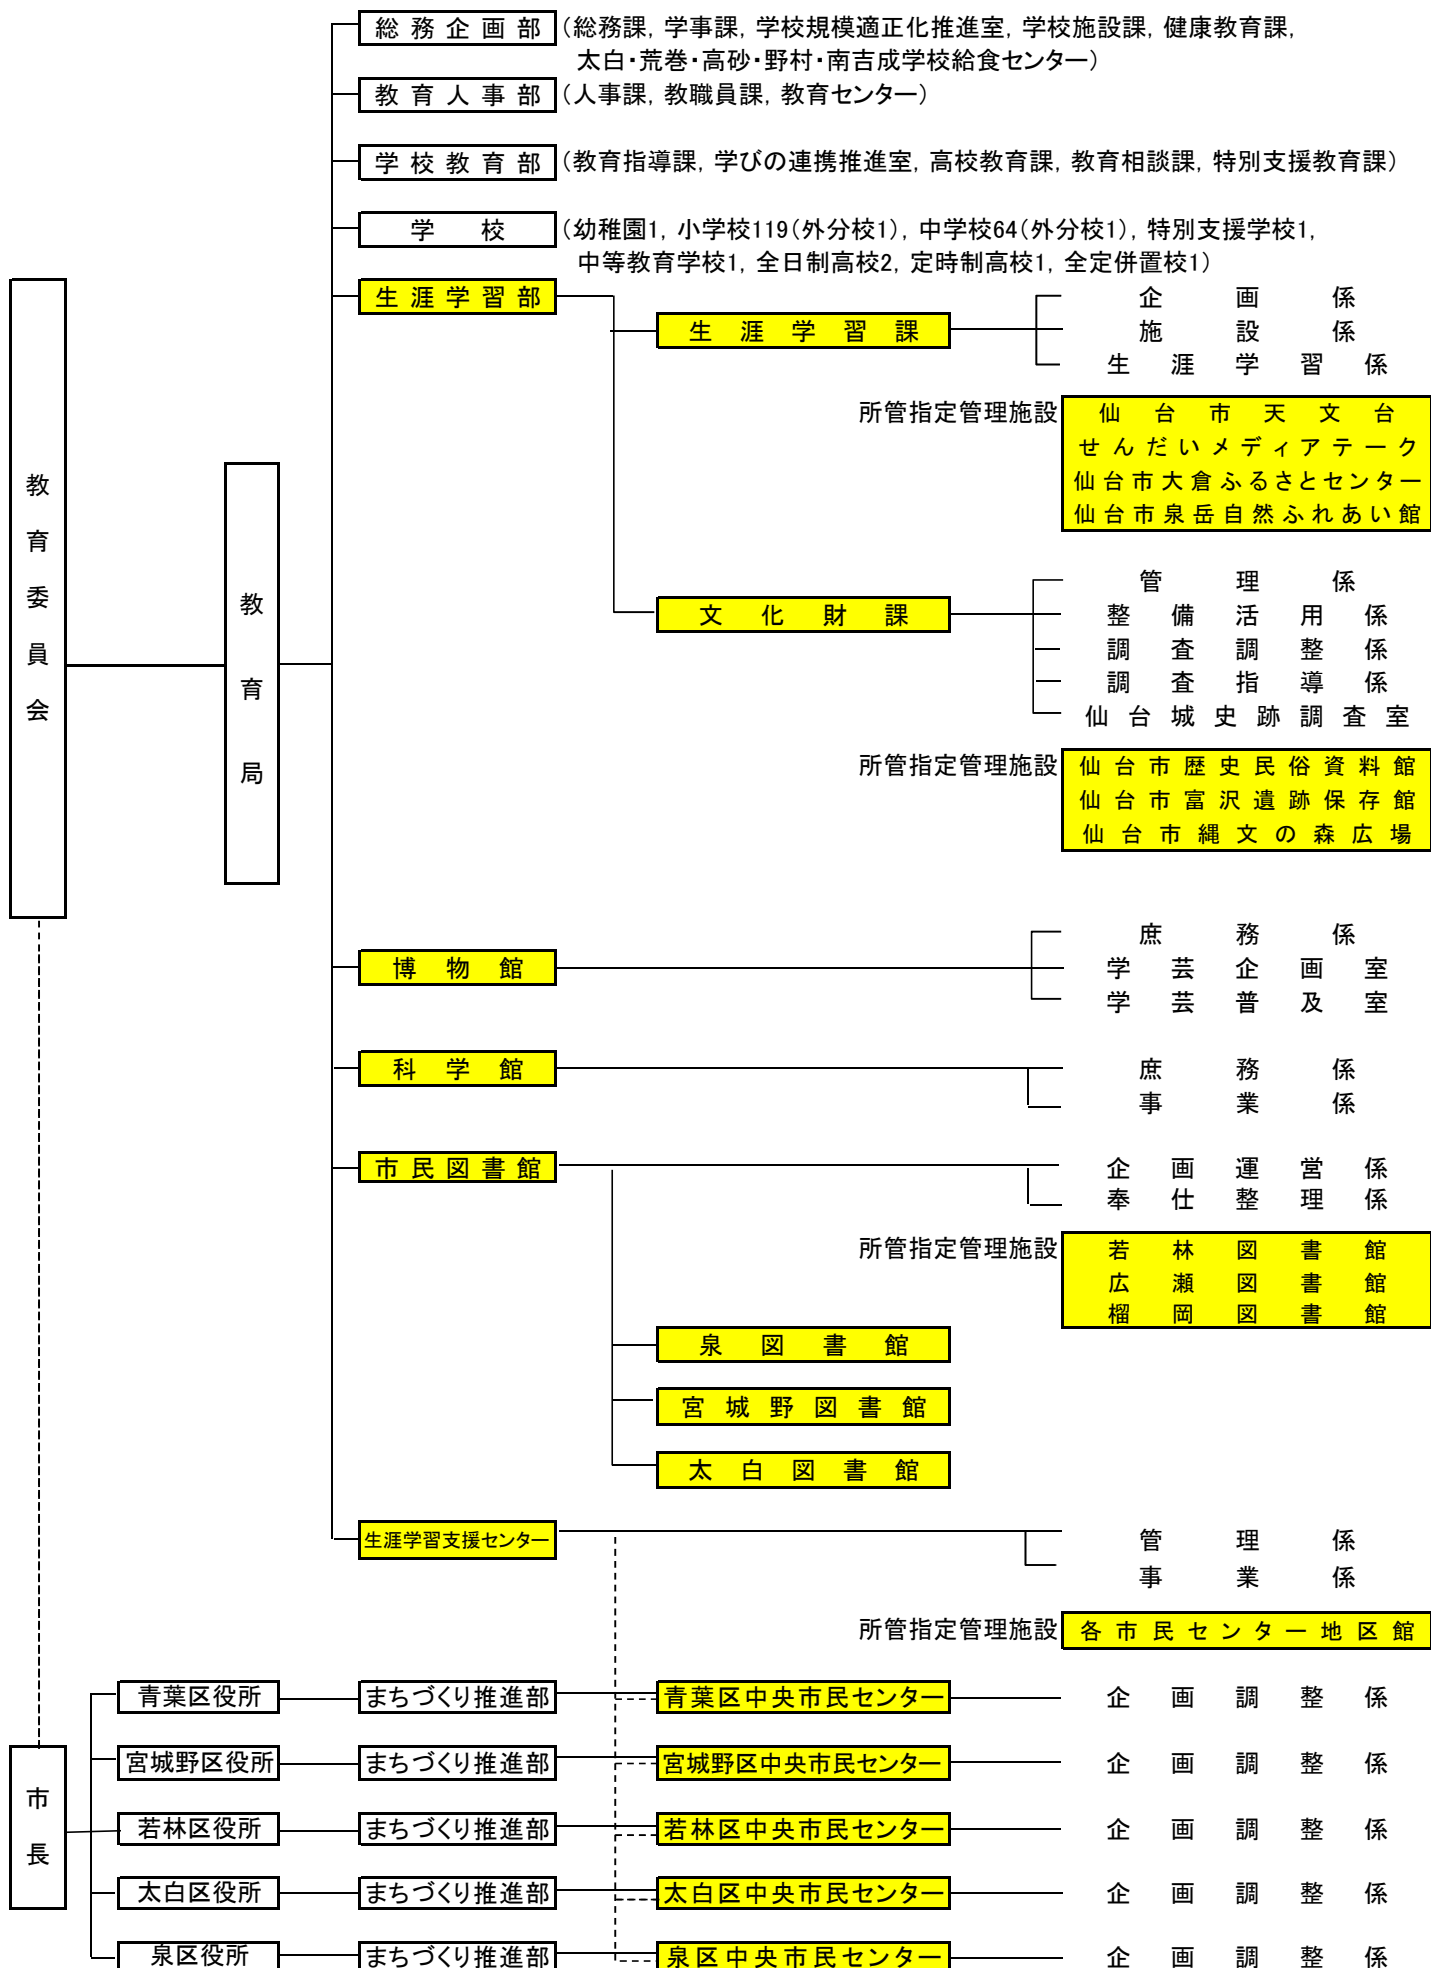 総務企画部（総務課，学事課，学校規模適正化推進室，学校施設課，健康教育課，
太白・荒巻・高砂・野村・南吉成学校給食センター）
教育人事部（人事課，教職員課，教育センター）
学校教育部（教育指導課，学びの連携推進室，高校教育課，教育相談課，特別支援教育課）
学校（幼稚園1，小学校119（外分校1），中学校64（外分校1），特別支援学校1，
中等教育学校1，全日制高校2，定時制高校1，全定併置校1）
教育委員会
教育局
生涯学習部
生涯学習課
企画係
施設係
生涯学習係
所管指定管理施設
仙台市天文台
せんだいメディアテーク
仙台市大倉ふるさとセンター
仙台市泉岳自然ふれあい館
文化財課
管理係
整備活用係
調査調整係
調査指導係
仙台城史跡調査室
所管指定管理施設
仙台市歴史民俗資料館
仙台市富沢遺跡保存館
仙台市縄文の森広場
博物館
庶務係
学芸企画室
学芸普及室
科学館
庶務係
事業係
市民図書館
企画運営係
奉仕整理係
所管指定管理施設
若林図書館
広瀬図書館
榴岡図書館
泉図書館
宮城野図書館
太白図書館
生涯学習支援センター
管理係
事業係
所管指定管理施設
各市民センター地区館
市長
青葉区役所 まちづくり推進部 青葉区中央市民センター 企画調整係
宮城野区役所 まちづくり推進部 宮城野区中央市民センター 企画調整係
若林区役所 まちづくり推進部 若林区中央市民センター 企画調整係
太白区役所 まちづくり推進部 太白区中央市民センター 企画調整係
泉区役所 まちづくり推進部 泉区中央市民センター 企画調整係